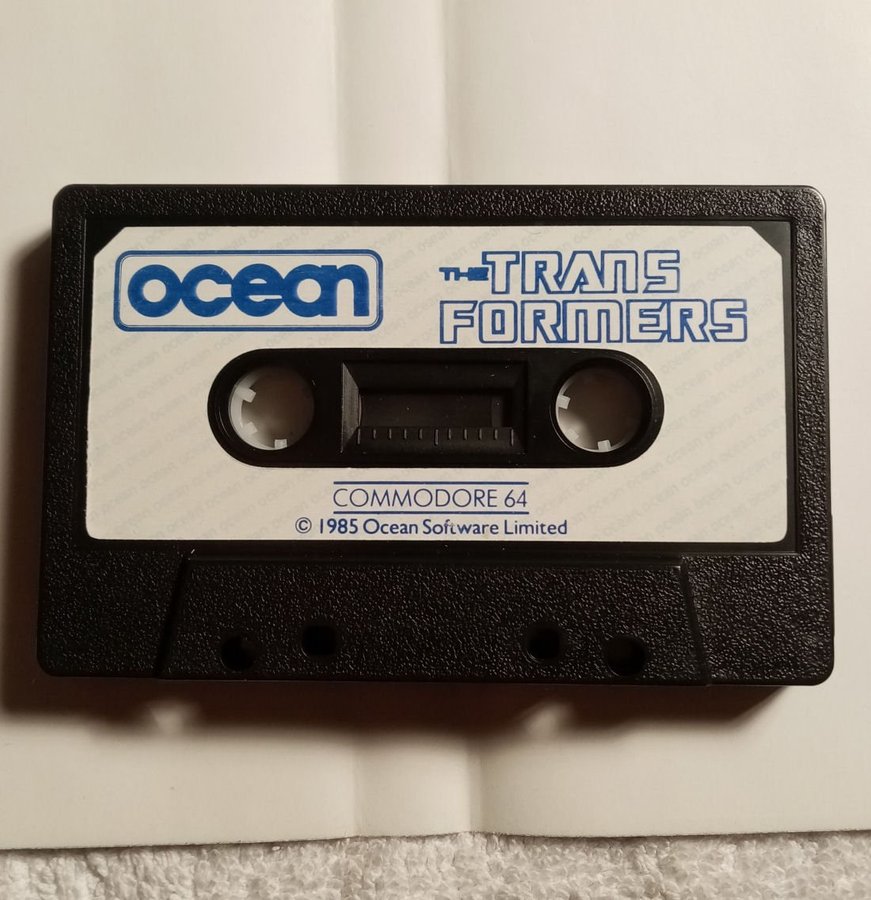 ocean
THE TRANS
FORMERS
COMMODORE 64
© 1985 Ocean Software Limited